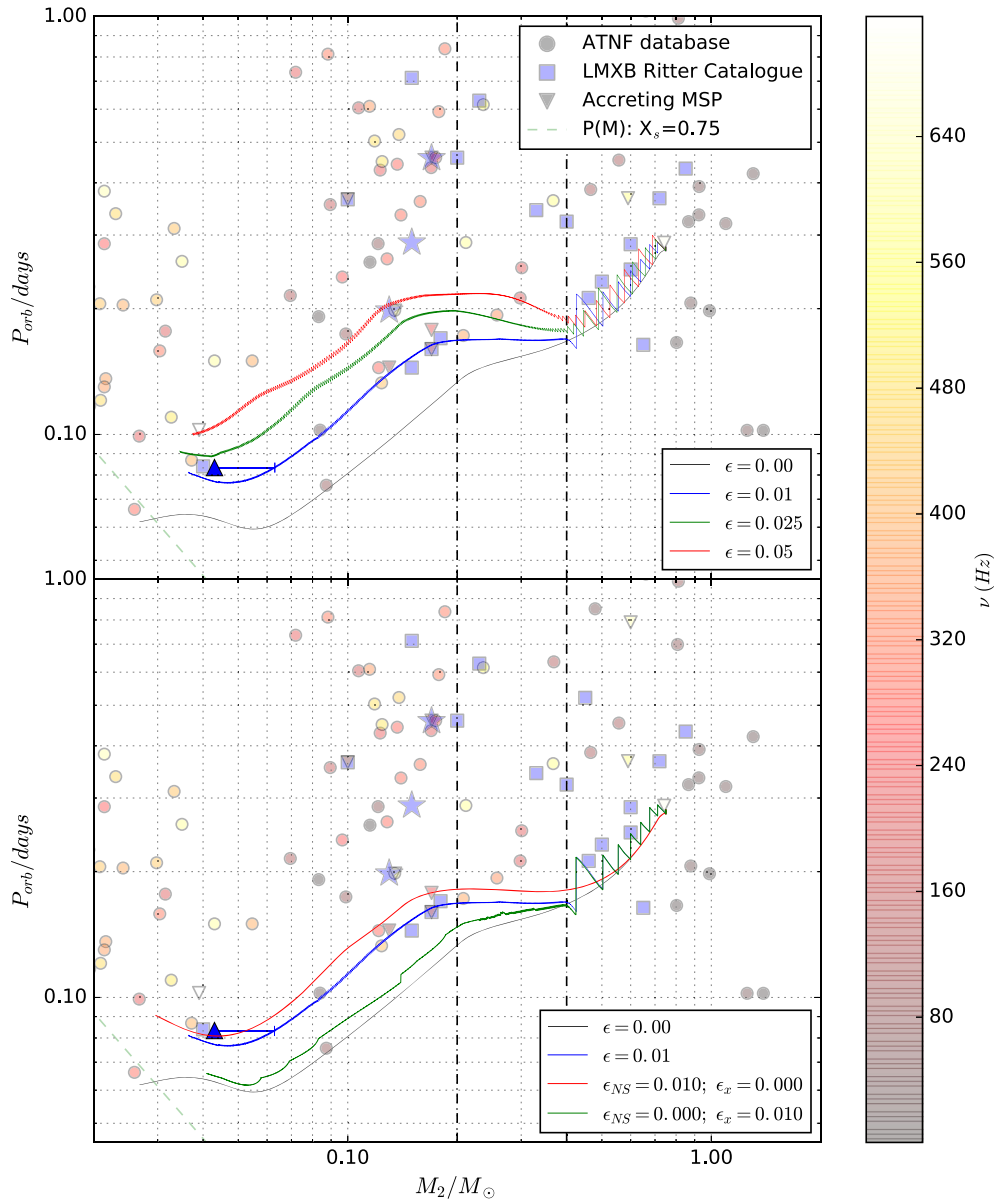 1.00
ATNF database
LMXB Ritter Catalogue
Accreting MSP
P(M): X_s=0.75
P_orb/days
0.10
ϵ = 0.00
ϵ = 0.01
ϵ = 0.025
ϵ = 0.05
1.00
P_orb/days
0.10
ϵ = 0.00
ϵ = 0.01
ϵ_NS = 0.010; ϵ_x = 0.000
ϵ_NS = 0.000; ϵ_x = 0.010
0.10
1.00
M_2/M_⊙
640
560
480
400
320
240
160
80
ν (Hz)